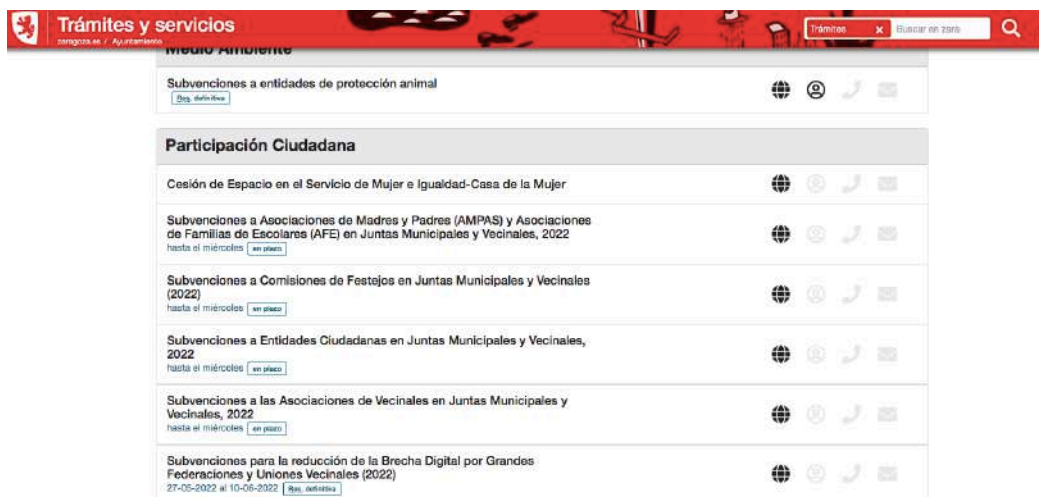 Trámites y servicios
zaragoza.es / Ayuntamiento
Trámites x Buscar en zara
Medio Ambiente
Subvenciones a entidades de protección animal
Res. definitiva
Participación Ciudadana
Cesión de Espacio en el Servicio de Mujer e Igualdad-Casa de la Mujer
Subvenciones a Asociaciones de Madres y Padres (AMPAS) y Asociaciones
de Familias de Escolares (AFE) en Juntas Municipales y Vecinales, 2022
hasta el miércoles en plazo
Subvenciones a Comisiones de Festejos en Juntas Municipales y Vecinales
(2022)
hasta el miércoles en plazo
Subvenciones a Entidades Ciudadanas en Juntas Municipales y Vecinales,
2022
hasta el miércoles en plazo
Subvenciones a las Asociaciones de Vecinales en Juntas Municipales y
Vecinales, 2022
hasta el miércoles en plazo
Subvenciones para la reducción de la Brecha Digital por Grandes
Federaciones y Uniones Vecinales (2022)
27-05-2022 al 10-06-2022 Res. definitiva